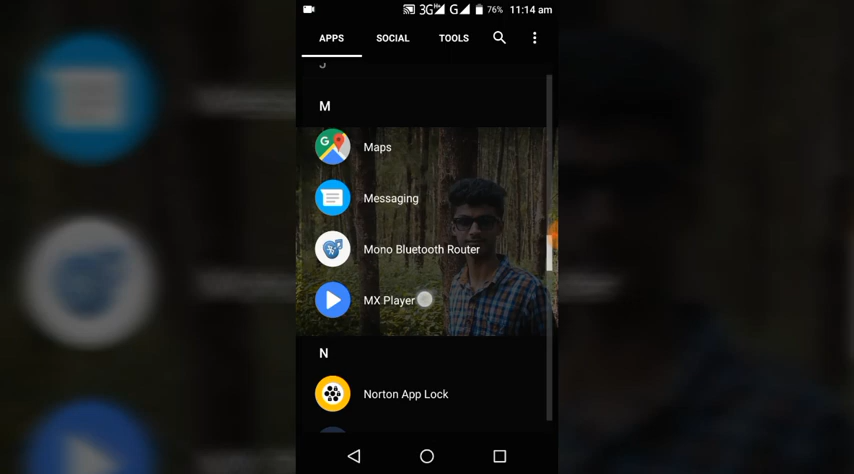 3G H+ G 76% 11:14 am
APPS SOCIAL TOOLS
J
M
Maps
Messaging
Mono Bluetooth Router
MX Player
N
Norton App Lock